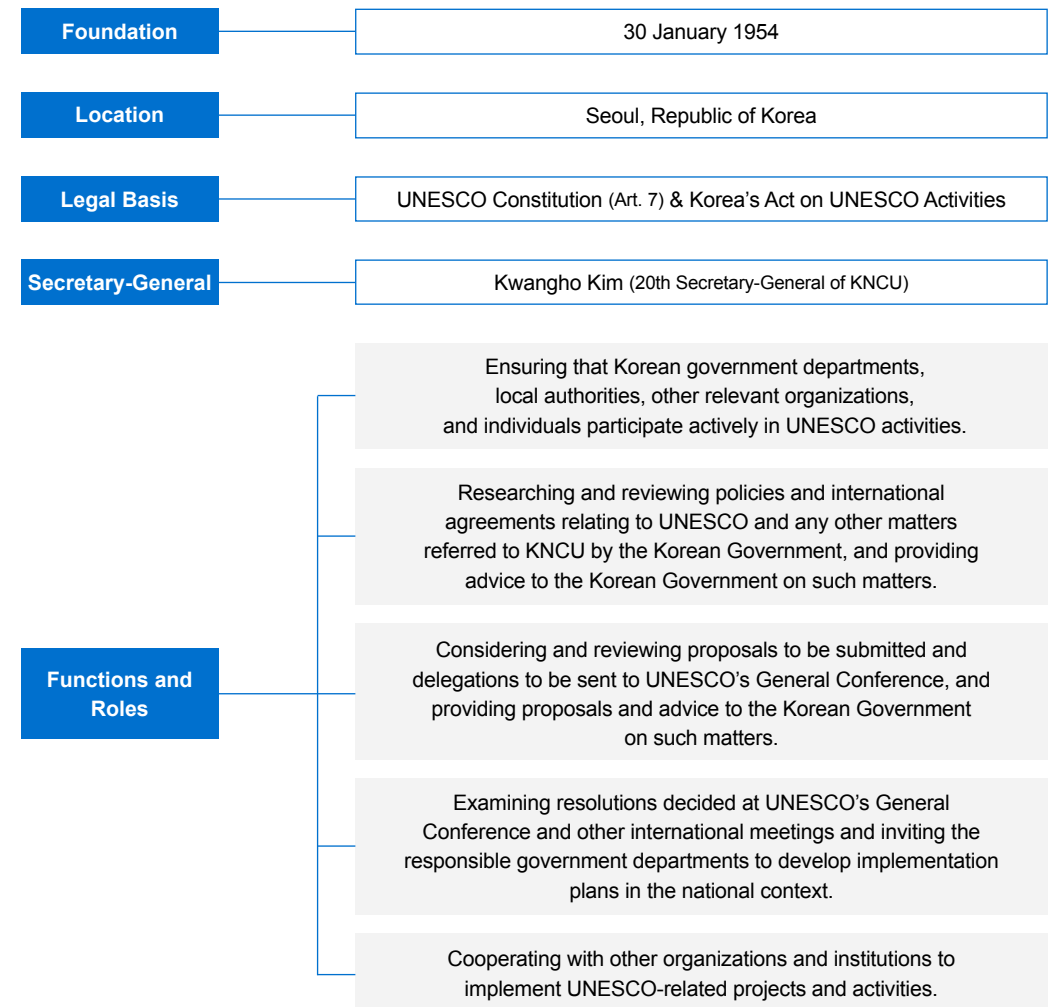 Foundation
30 January 1954
Location
Seoul, Republic of Korea
Legal Basis
UNESCO Constitution (Art. 7) & Korea’s Act on UNESCO Activities
Secretary-General
Kwangho Kim (20th Secretary-General of KNCU)
Functions and
Roles
Ensuring that Korean government departments,
local authorities, other relevant organizations,
and individuals participate actively in UNESCO activities.
Researching and reviewing policies and international
agreements relating to UNESCO and any other matters
referred to KNCU by the Korean Government, and providing
advice to the Korean Government on such matters.
Considering and reviewing proposals to be submitted and
delegations to be sent to UNESCO’s General Conference, and
providing proposals and advice to the Korean Government
on such matters.
Examining resolutions decided at UNESCO’s General
Conference and other international meetings and inviting the
responsible government departments to develop implementation
plans in the national context.
Cooperating with other organizations and institutions to
implement UNESCO-related projects and activities.